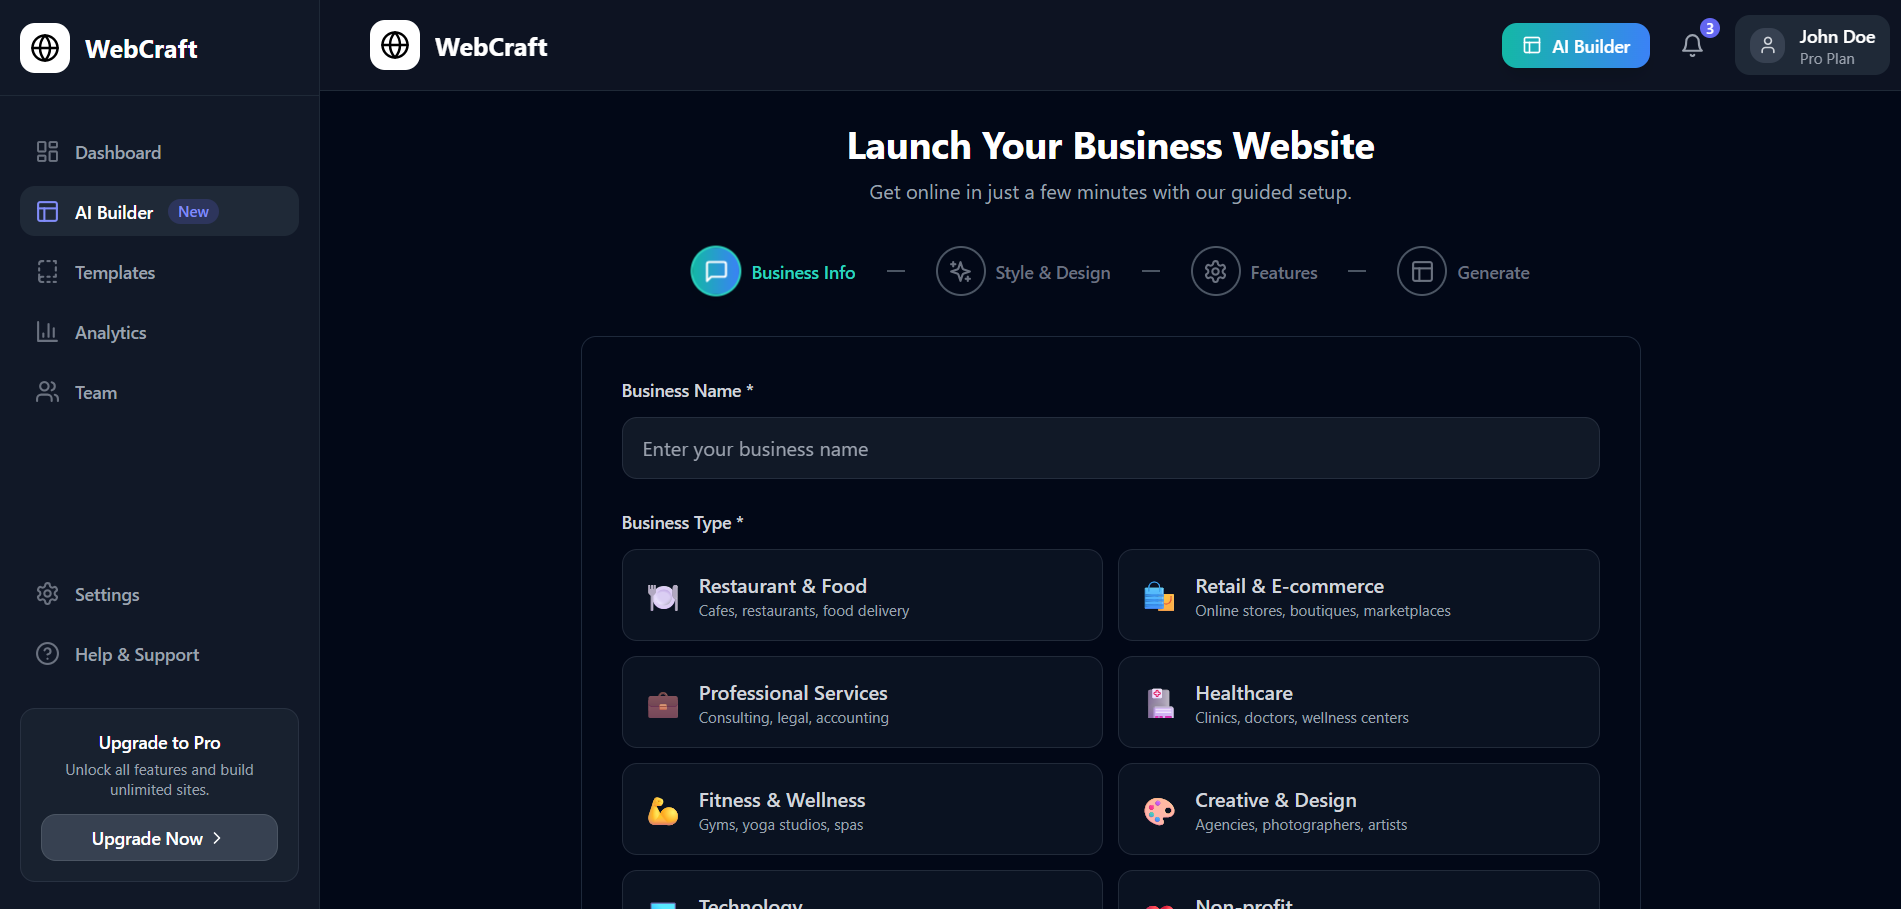 WebCraft
Dashboard
AI Builder New
Templates
Analytics
Team
Settings
Help & Support
Upgrade to Pro
Unlock all features and build
unlimited sites.
Upgrade Now
WebCraft
AI Builder
3
John Doe
Pro Plan
Launch Your Business Website
Get online in just a few minutes with our guided setup.
Business Info
Style & Design
Features
Generate
Business Name *
Enter your business name
Business Type *
Restaurant & Food
Cafes, restaurants, food delivery
Retail & E-commerce
Online stores, boutiques, marketplaces
Professional Services
Consulting, legal, accounting
Healthcare
Clinics, doctors, wellness centers
Fitness & Wellness
Gyms, yoga studios, spas
Creative & Design
Agencies, photographers, artists
Technology
Non-profit